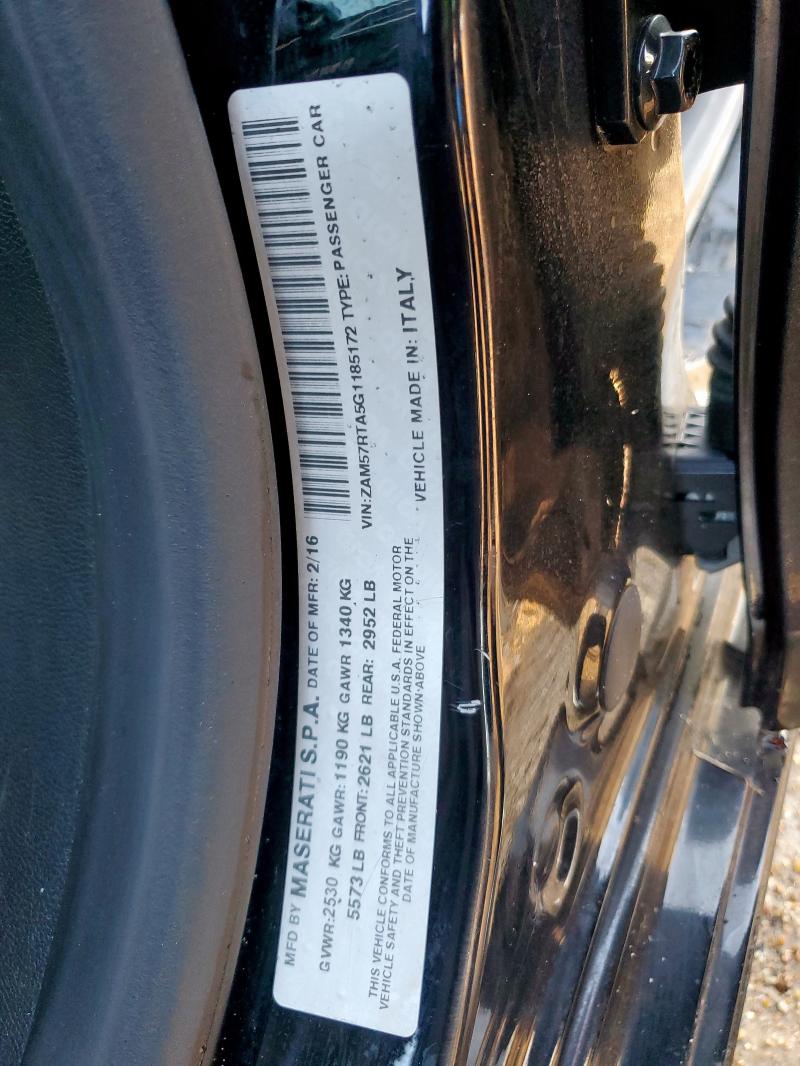 MFD BY MASERATI S.P.A. DATE OF MFR: 2/16
GVWR:2530 KG GAWR:1190 KG GAWR 1340 KG
5573 LB FRONT:2621 LB REAR: 2952 LB
VIN:ZAM57RTA5G1185172 TYPE:PASSENGER CAR
THIS VEHICLE CONFORMS TO ALL APPLICABLE U.S.A. FEDERAL MOTOR
VEHICLE SAFETY AND THEFT PREVENTION STANDARDS IN EFFECT ON THE
DATE OF MANUFACTURE SHOWN ABOVE
VEHICLE MADE IN: ITALY